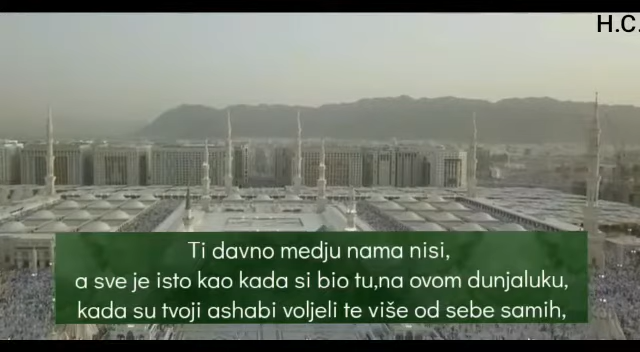 H.C.
Ti davno medju nama nisi,
a sve je isto kao kada si bio tu,na ovom dunjaluku,
kada su tvoji ashabi voljeli te više od sebe samih,